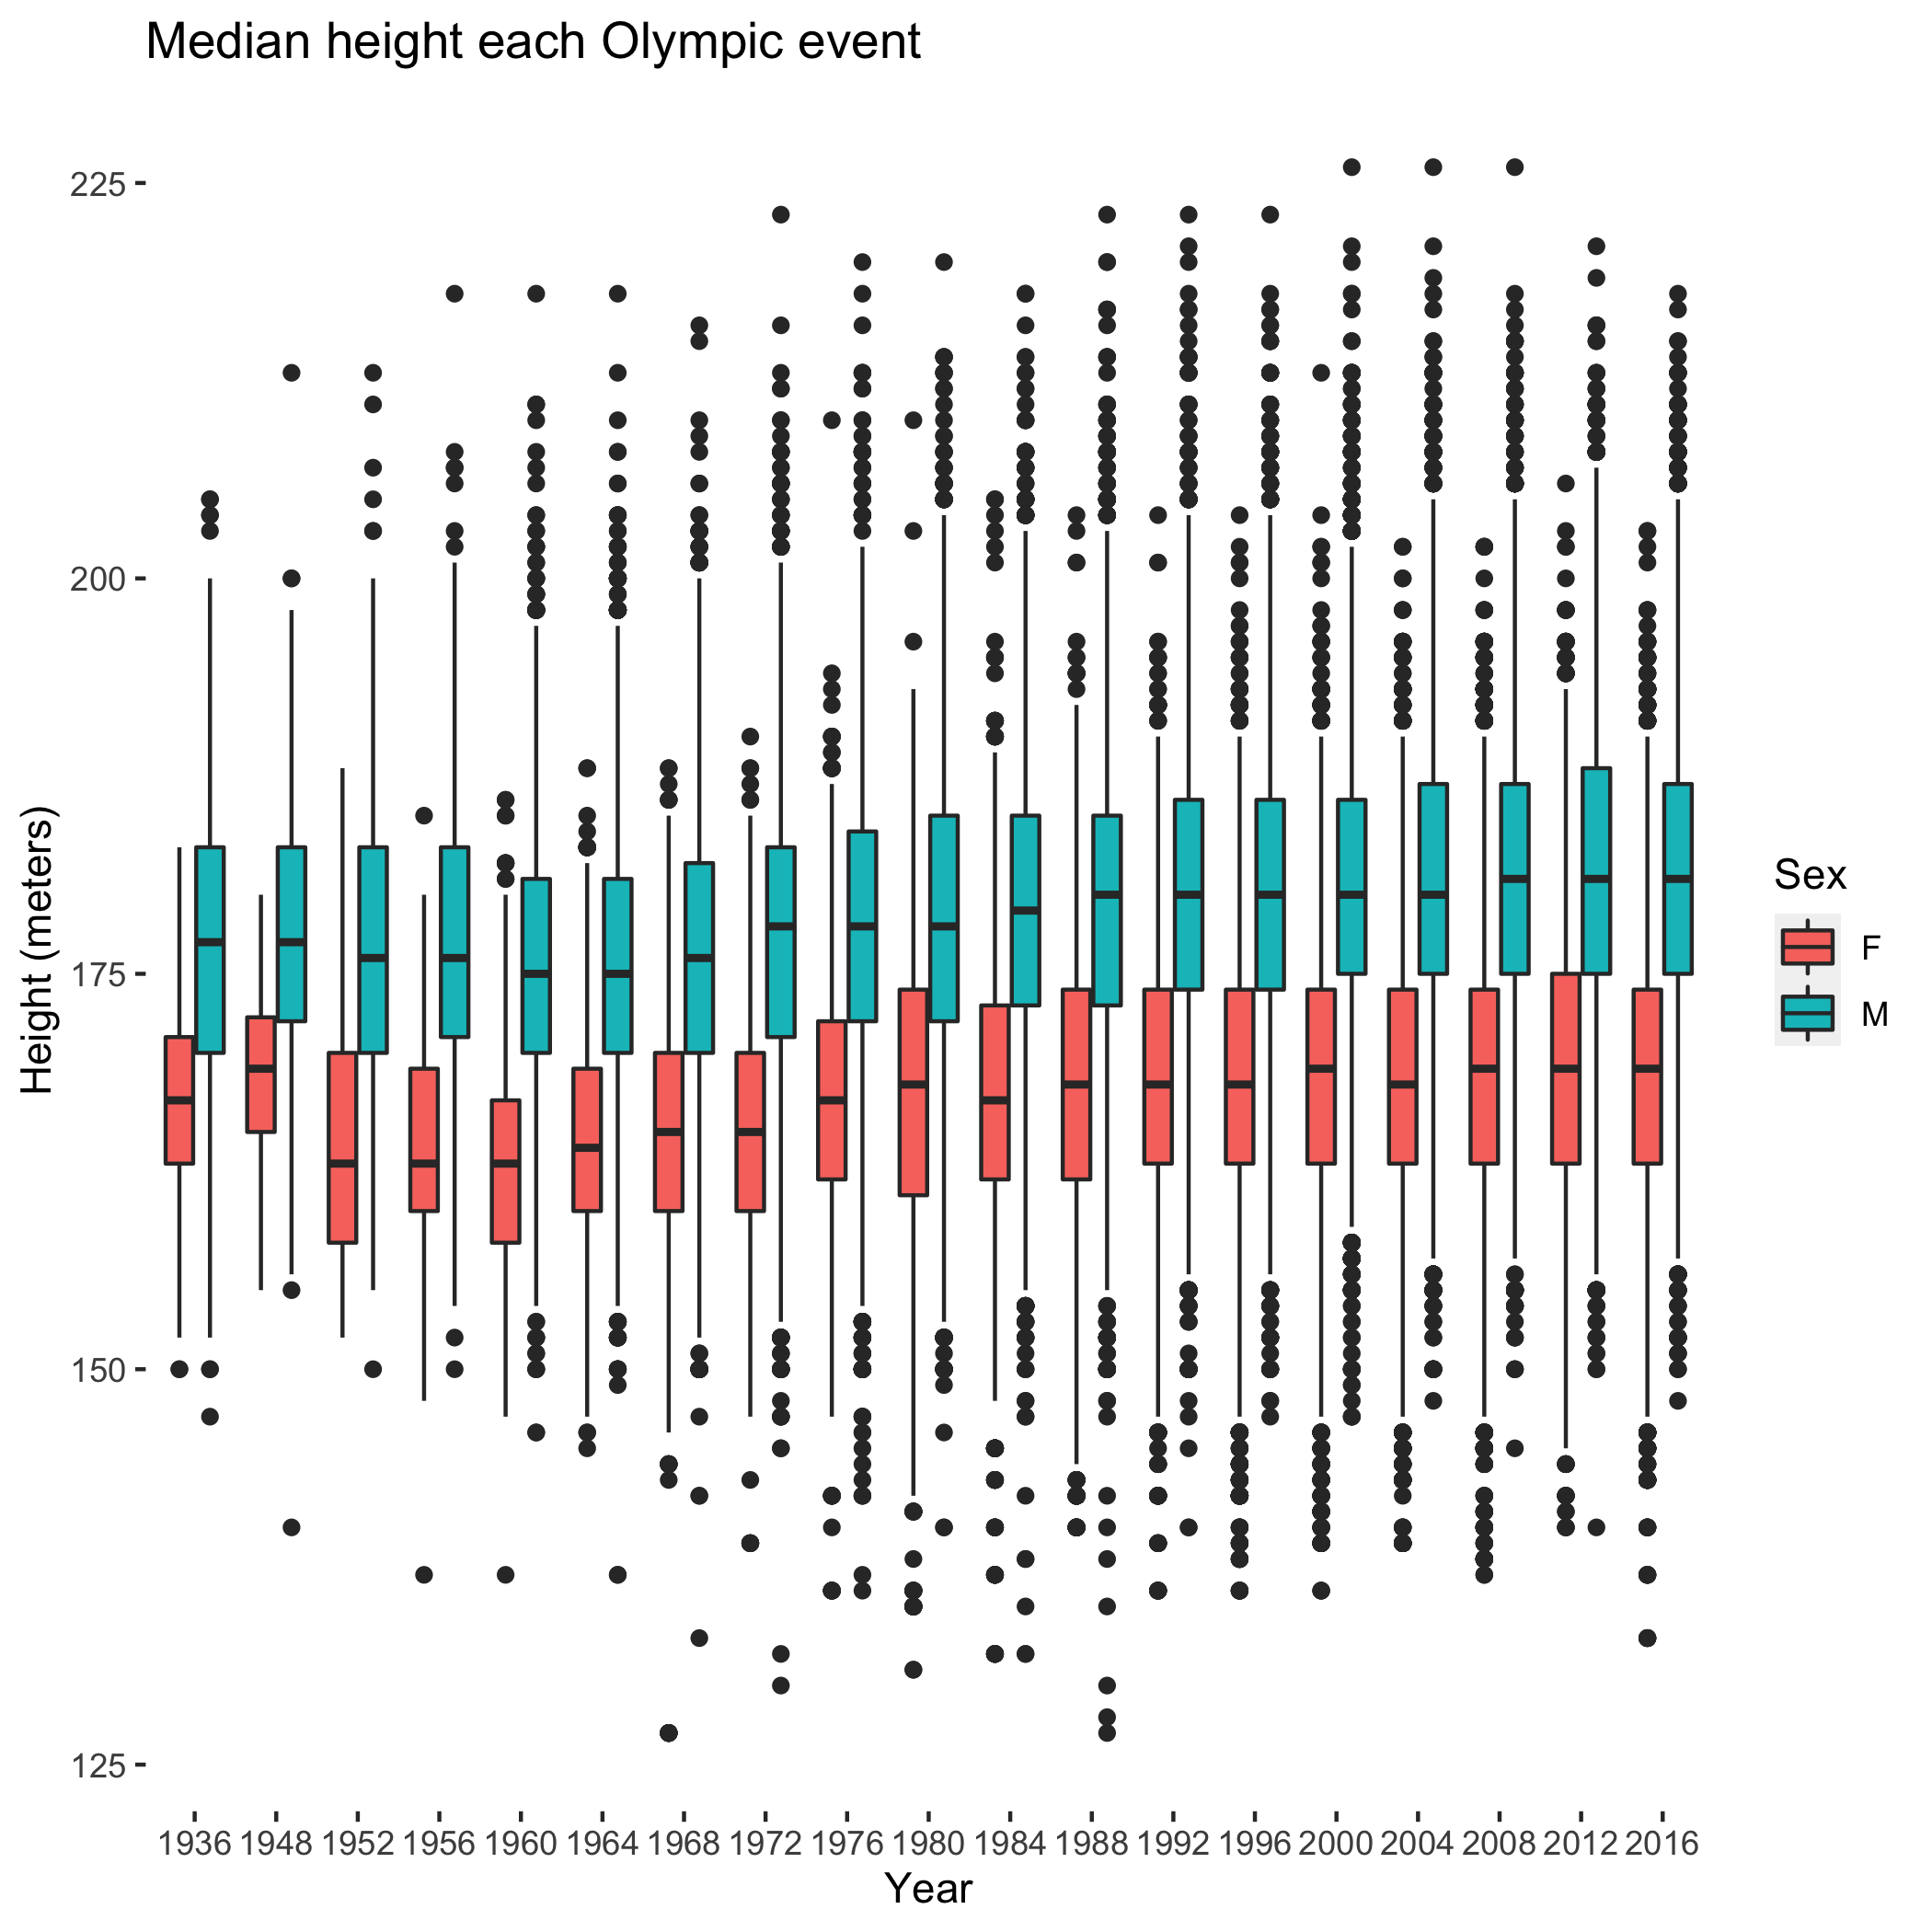 Median height each Olympic event
225
200
175
150
125
Height (meters)
1936 1948 1952 1956 1960 1964 1968 1972 1976 1980 1984 1988 1992 1996 2000 2004 2008 2012 2016
Year
Sex
F
M